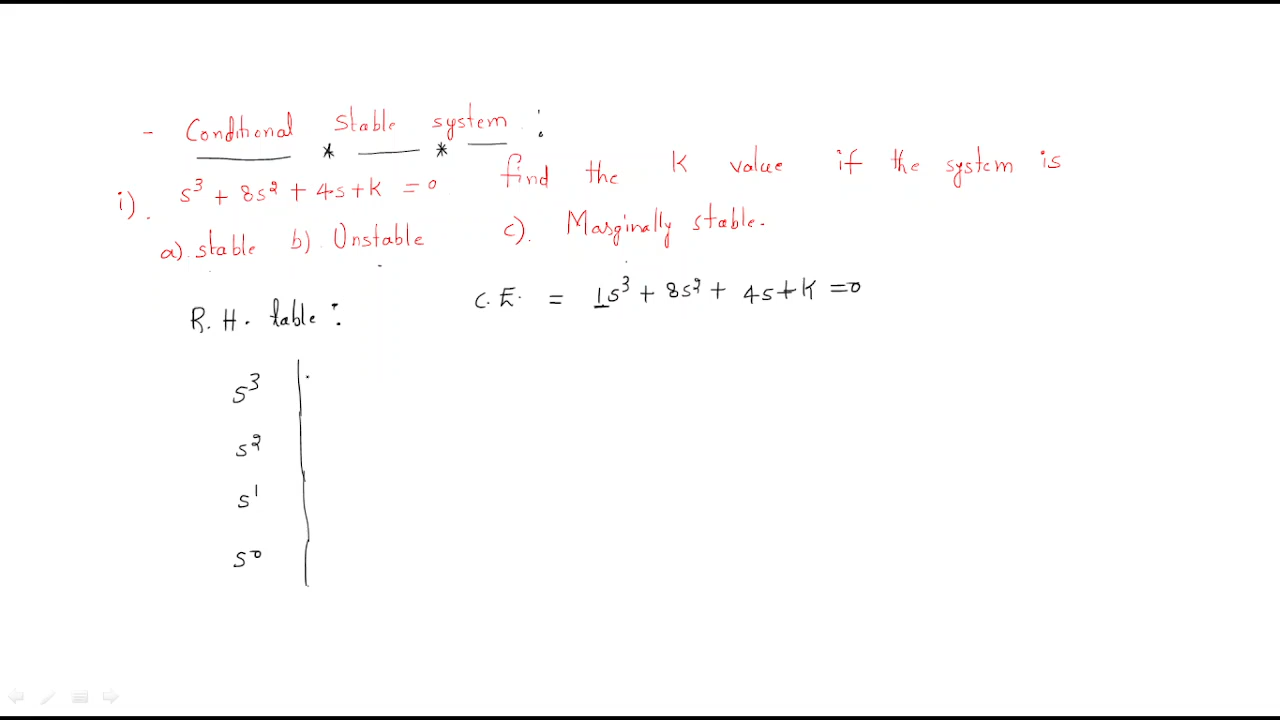 - Conditional stable system :
* *
find the K value if the system is
i). s³ + 8s² + 4s + K = 0
a). stable b). Unstable c). Marginally stable.
R. H. table :
C. E. = 1s³ + 8s² + 4s + K = 0
s³
s²
s¹
s⁰